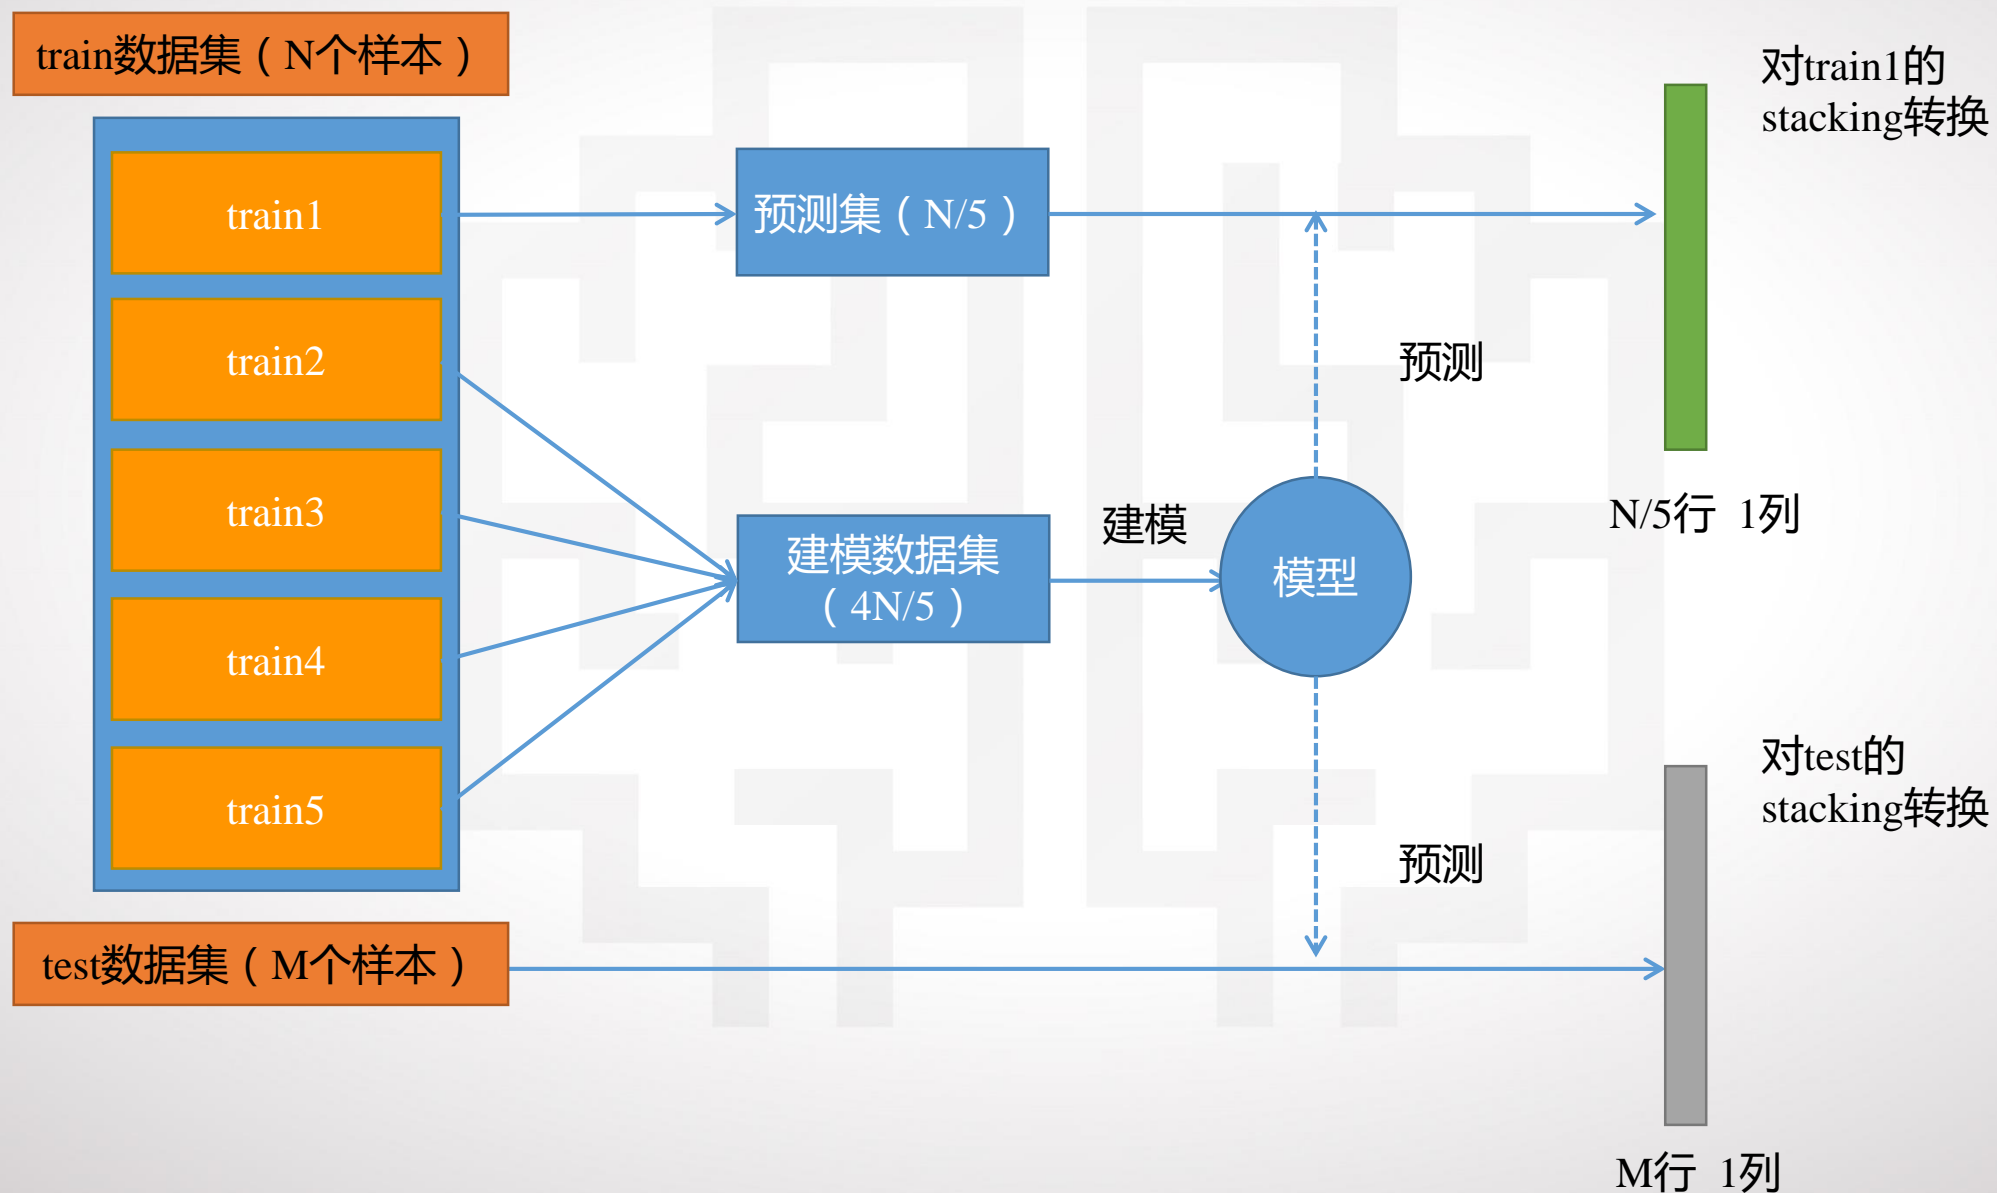 train数据集（N个样本）
train1
train2
train3
train4
train5
test数据集（M个样本）
预测集（N/5）
建模数据集
（4N/5）
建模
模型
预测
预测
对train1的
stacking转换
N/5行 1列
对test的
stacking转换
M行 1列